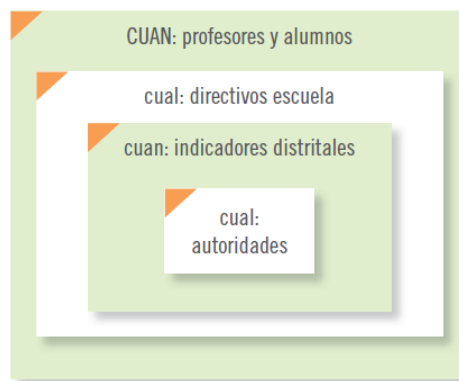 CUAN: profesores y alumnos
cual: directivos escuela
cuan: indicadores distritales
cual:
autoridades